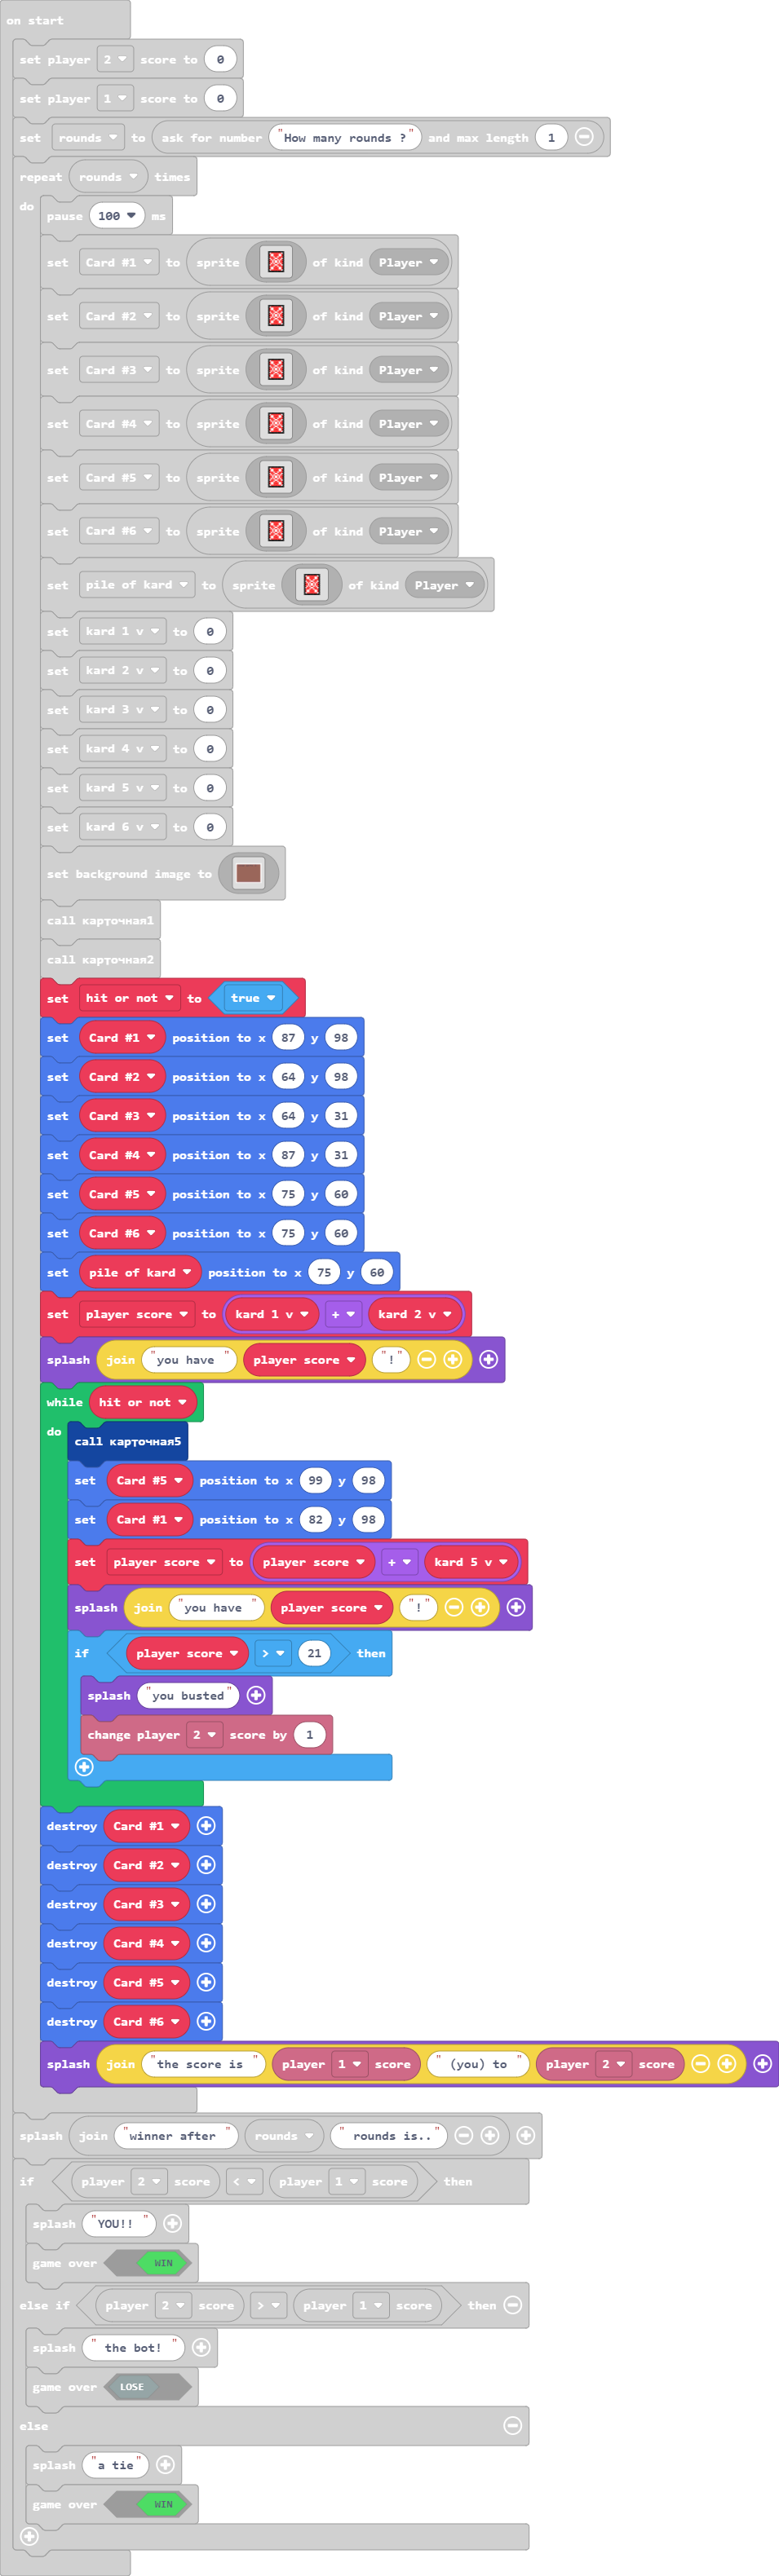 on start
set player 2 score to 0
set player 1 score to 0
set rounds to ask for number "How many rounds ?" and max length 1
repeat rounds times
do
pause 100 ms
set Card #1 to sprite of kind Player
set Card #2 to sprite of kind Player
set Card #3 to sprite of kind Player
set Card #4 to sprite of kind Player
set Card #5 to sprite of kind Player
set Card #6 to sprite of kind Player
set pile of kard to sprite of kind Player
set kard 1 v to 0
set kard 2 v to 0
set kard 3 v to 0
set kard 4 v to 0
set kard 5 v to 0
set kard 6 v to 0
set background image to
call карточная1
call карточная2
set hit or not to true
set Card #1 position to x 87 y 98
set Card #2 position to x 64 y 98
set Card #3 position to x 64 y 31
set Card #4 position to x 87 y 31
set Card #5 position to x 75 y 60
set Card #6 position to x 75 y 60
set pile of kard position to x 75 y 60
set player score to kard 1 v + kard 2 v
splash join "you have " player score "!"
while hit or not
do
call карточная5
set Card #5 position to x 99 y 98
set Card #1 position to x 82 y 98
set player score to player score + kard 5 v
splash join "you have " player score "!"
if player score > 21 then
splash "you busted"
change player 2 score by 1
destroy Card #1
destroy Card #2
destroy Card #3
destroy Card #4
destroy Card #5
destroy Card #6
splash join "the score is " player 1 score " (you) to " player 2 score
splash join "winner after " rounds " rounds is.."
if player 2 score < player 1 score then
splash "YOU!! "
game over WIN
else if player 2 score > player 1 score then
splash " the bot! "
game over LOSE
else
splash "a tie"
game over WIN